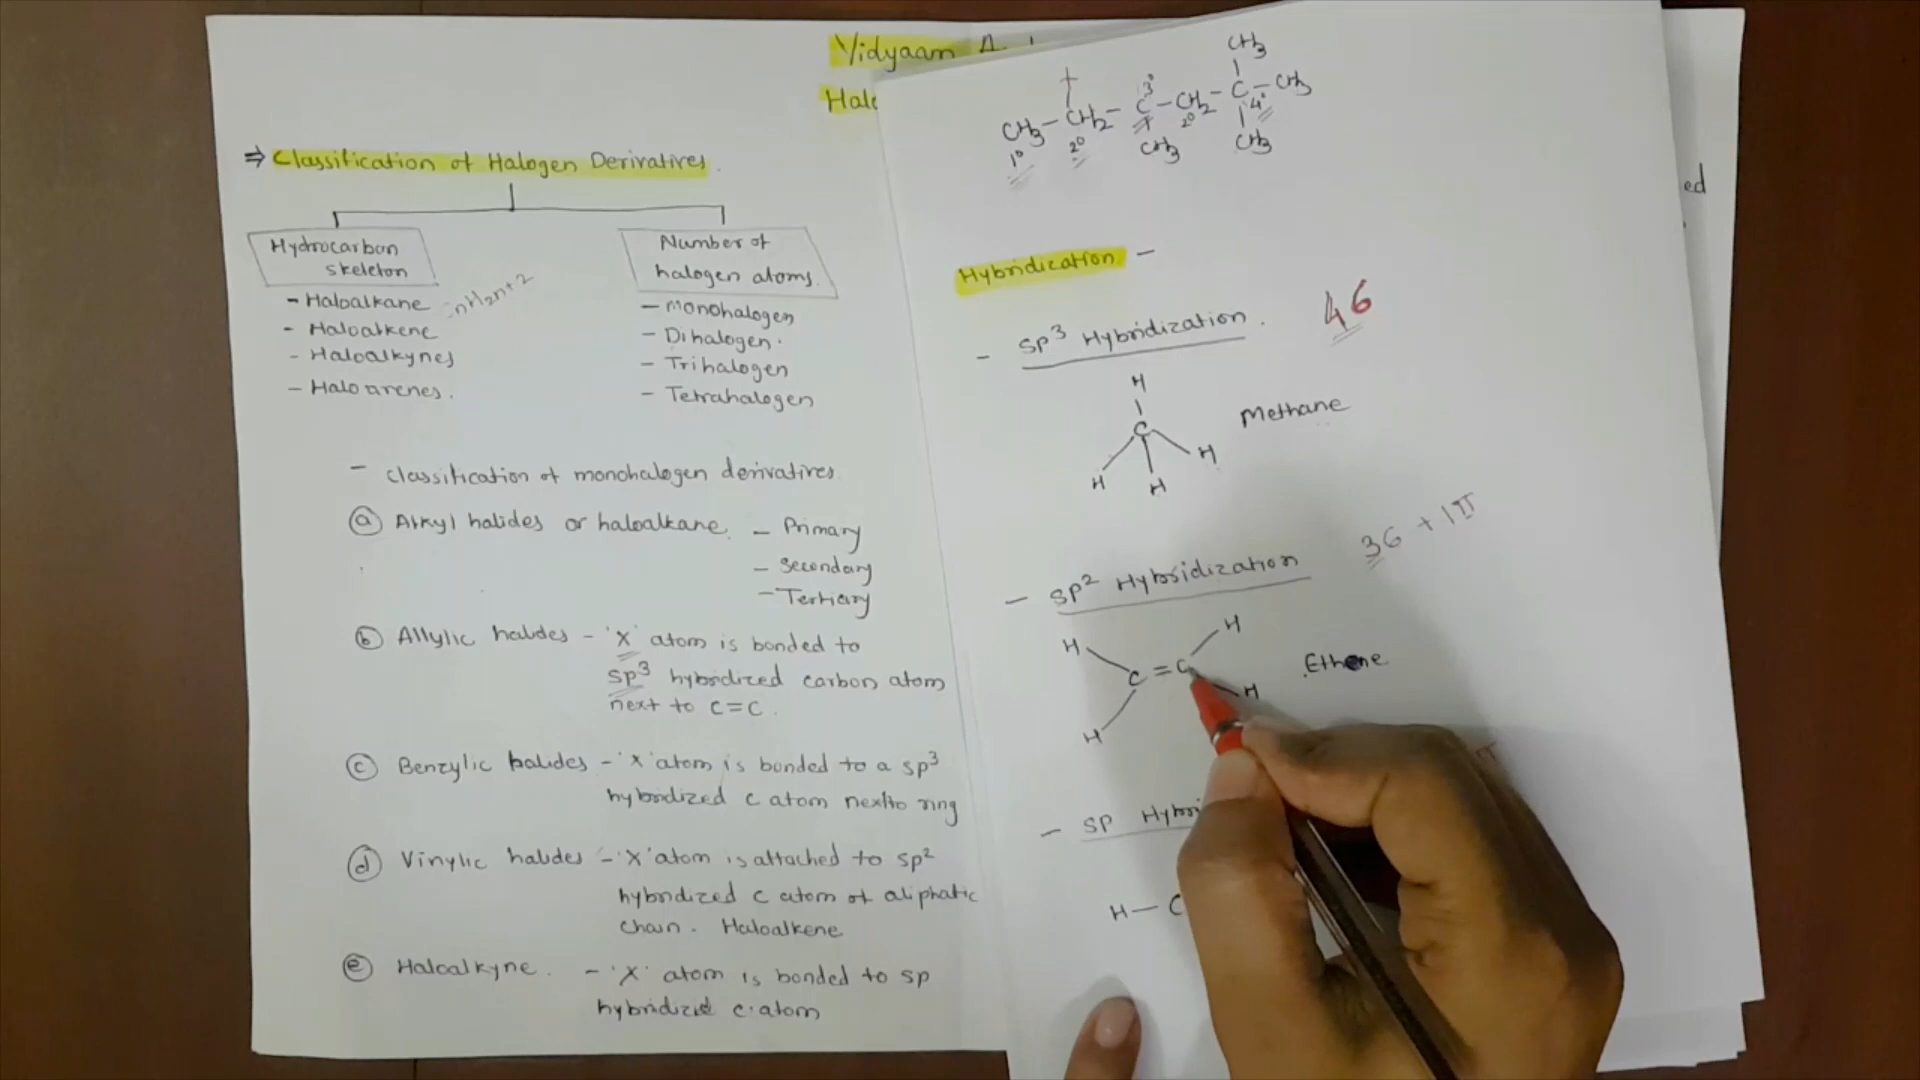 Vidyaam
Halo
⇒ Classification of Halogen Derivatives.
Hydrocarbon
skeleton
- Haloalkane CnH2n+2
- Haloalkene
- Haloalkynes
- Haloarenes.
Number of
halogen atoms.
- Monohalogen
- Dihalogen.
- Trihalogen
- Tetrahalogen
- classification of monohalogen derivatives.
ⓐ Alkyl halides or haloalkane. - Primary
- Secondary
- Tertiary
ⓑ Allylic halides - 'X' atom is bonded to
sp³ hybridized carbon atom
next to C=C.
ⓒ Benzylic halides - 'X' atom is bonded to a sp³
hybridized c atom next to ring
ⓓ Vinylic halides - 'X' atom is attached to sp²
hybridized c atom of aliphatic
chain. Haloalkene
ⓔ Haloalkyne. - 'X' atom is bonded to sp
hybridized c.atom
CH3
CH3 - CH2 - C - CH2 - C - CH3
1° 2° 3° 2° 4°
CH3 CH3
Hybridization -
- SP³ Hybridization. 4σ
H
C
H H H
Methane
- SP² Hybridization 3σ + 1π
H H
C = C
H H
Ethene
π
- SP Hybri
H - C
ed